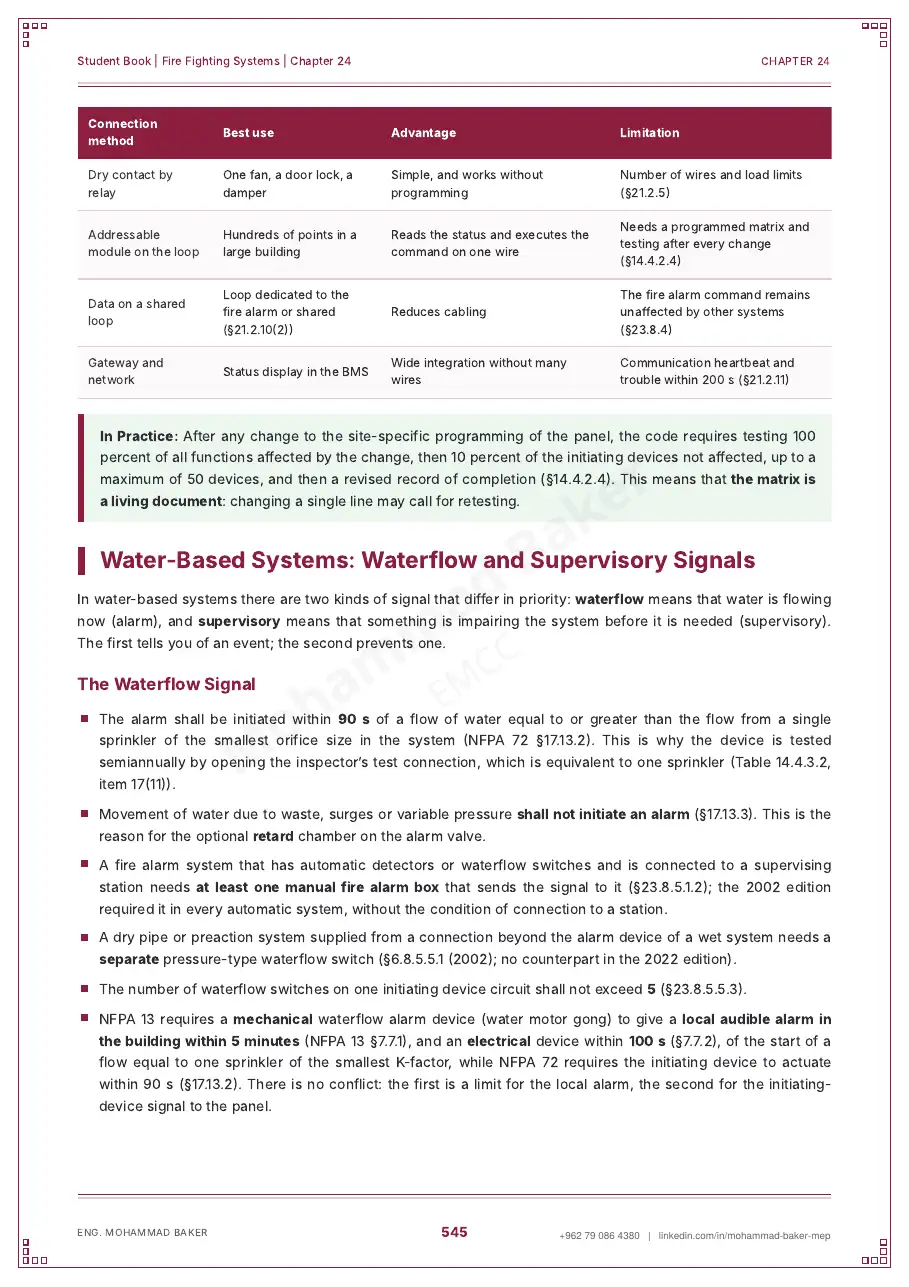 Student Book | Fire Fighting Systems | Chapter 24
CHAPTER 24
Connection method
Best use
Advantage
Limitation
Dry contact by relay
One fan, a door lock, a damper
Simple, and works without programming
Number of wires and load limits (§21.2.5)
Addressable module on the loop
Hundreds of points in a large building
Reads the status and executes the command on one wire
Needs a programmed matrix and testing after every change (§14.4.2.4)
Data on a shared loop
Loop dedicated to the fire alarm or shared (§21.2.10(2))
Reduces cabling
The fire alarm command remains unaffected by other systems (§23.8.4)
Gateway and network
Status display in the BMS
Wide integration without many wires
Communication heartbeat and trouble within 200 s (§21.2.11)
In Practice: After any change to the site-specific programming of the panel, the code requires testing 100
percent of all functions affected by the change, then 10 percent of the initiating devices not affected, up to a
maximum of 50 devices, and then a revised record of completion (§14.4.2.4). This means that the matrix is
a living document: changing a single line may call for retesting.
Water-Based Systems: Waterflow and Supervisory Signals
In water-based systems there are two kinds of signal that differ in priority: waterflow means that water is flowing
now (alarm), and supervisory means that something is impairing the system before it is needed (supervisory).
The first tells you of an event; the second prevents one.
The Waterflow Signal
The alarm shall be initiated within 90 s of a flow of water equal to or greater than the flow from a single
sprinkler of the smallest orifice size in the system (NFPA 72 §17.13.2). This is why the device is tested
semiannually by opening the inspector's test connection, which is equivalent to one sprinkler (Table 14.4.3.2,
item 17(11)).
Movement of water due to waste, surges or variable pressure shall not initiate an alarm (§17.13.3). This is the
reason for the optional retard chamber on the alarm valve.
A fire alarm system that has automatic detectors or waterflow switches and is connected to a supervising
station needs at least one manual fire alarm box that sends the signal to it (§23.8.5.1.2); the 2002 edition
required it in every automatic system, without the condition of connection to a station.
A dry pipe or preaction system supplied from a connection beyond the alarm device of a wet system needs a
separate pressure-type waterflow switch (§6.8.5.5.1 (2002); no counterpart in the 2022 edition).
The number of waterflow switches on one initiating device circuit shall not exceed 5 (§23.8.5.5.3).
NFPA 13 requires a mechanical waterflow alarm device (water motor gong) to give a local audible alarm in
the building within 5 minutes (NFPA 13 §7.7.1), and an electrical device within 100 s (§7.7.2), of the start of a
flow equal to one sprinkler of the smallest K-factor, while NFPA 72 requires the initiating device to actuate
within 90 s (§17.13.2). There is no conflict: the first is a limit for the local alarm, the second for the initiating-
device signal to the panel.
Mohammad Baker
EMCC
ENG. MOHAMMAD BAKER
545
+962 79 086 4380 | linkedin.com/in/mohammad-baker-mep